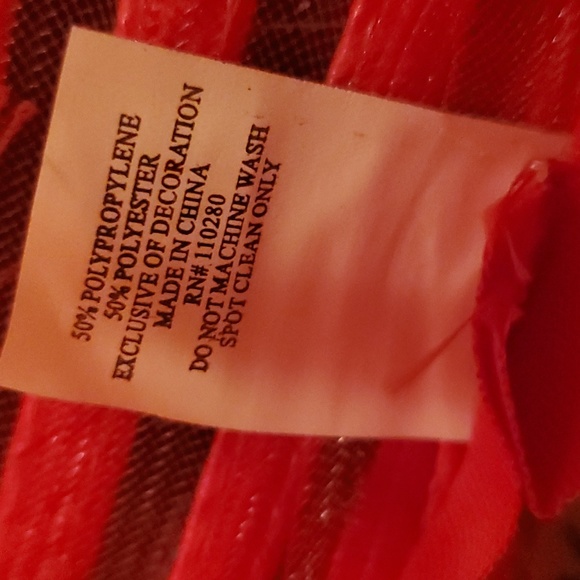 50% POLYPROPYLENE
50% POLYESTER
EXCLUSIVE OF DECORATION
MADE IN CHINA
RN# 110280
DO NOT MACHINE WASH
SPOT CLEAN ONLY